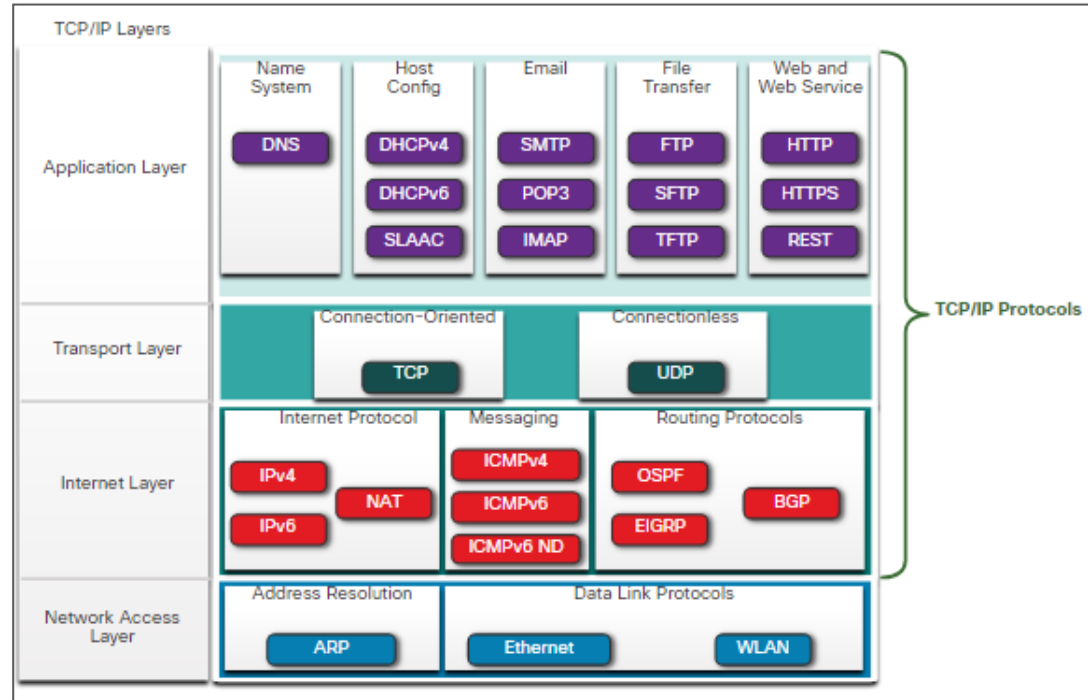 TCP/IP Layers
Application Layer
Name
System
DNS
Host
Config
DHCPv4
DHCPv6
SLAAC
Email
SMTP
POP3
IMAP
File
Transfer
FTP
SFTP
TFTP
Web and
Web Service
HTTP
HTTPS
REST
TCP/IP Protocols
Transport Layer
Connection-Oriented
TCP
Connectionless
UDP
Internet Layer
Internet Protocol
IPv4
IPv6
NAT
Messaging
ICMPv4
ICMPv6
ICMPv6 ND
Routing Protocols
OSPF
EIGRP
BGP
Network Access
Layer
Address Resolution
ARP
Data Link Protocols
Ethernet
WLAN